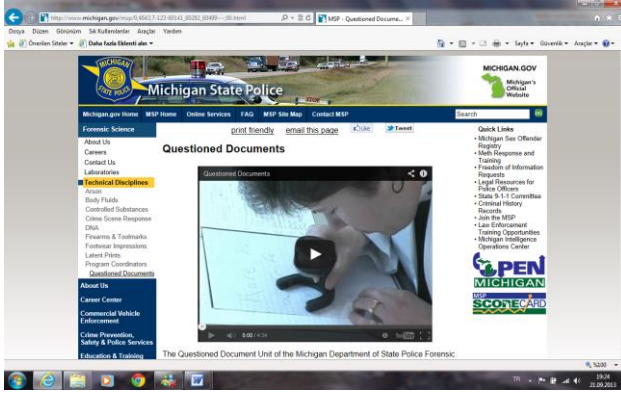 http://www.michigan.gov/msp/0,4643,7-123-60141_60282_60499---,00.html
MSP - Questioned Docume...
Dosya Düzen Görünüm Sık Kullanılanlar Araçlar Yardım
Önerilen Siteler Daha fazla Eklenti alın
Sayfa Güvenlik Araçlar
MICHIGAN STATE POLICE
Michigan State Police
STOP
MICHIGAN.GOV
Michigan's
Official
Website
Michigan.gov Home MSP Home Online Services FAQ MSP Site Map Contact MSP
Search
Forensic Science
About Us
Careers
Contact Us
Laboratories
Technical Disciplines
Arson
Body Fluids
Controlled Substances
Crime Scene Response
DNA
Firearms & Toolmarks
Footwear Impressions
Latent Prints
Program Coordinators
Questioned Documents
About Us
Career Center
Commercial Vehicle
Enforcement
Crime Prevention,
Safety & Police Services
Education & Training
print friendly email this page Like Tweet
Questioned Documents
Questioned Documents
0:00 / 4:34
The Questioned Document Unit of the Michigan Department of State Police Forensic
Quick Links
• Michigan Sex Offender
Registry
• Meth Response and
Training
• Freedom of Information
Requests
• Legal Resources for
Police Officers
• State 9-1-1 Committee
• Criminal History
Records
• Join the MSP
• Law Enforcement
Training Opportunities
• Michigan Intelligence
Operations Center
OPEN
MICHIGAN
MSP
SCORECARD
%100
TR
19:24
21.09.2013